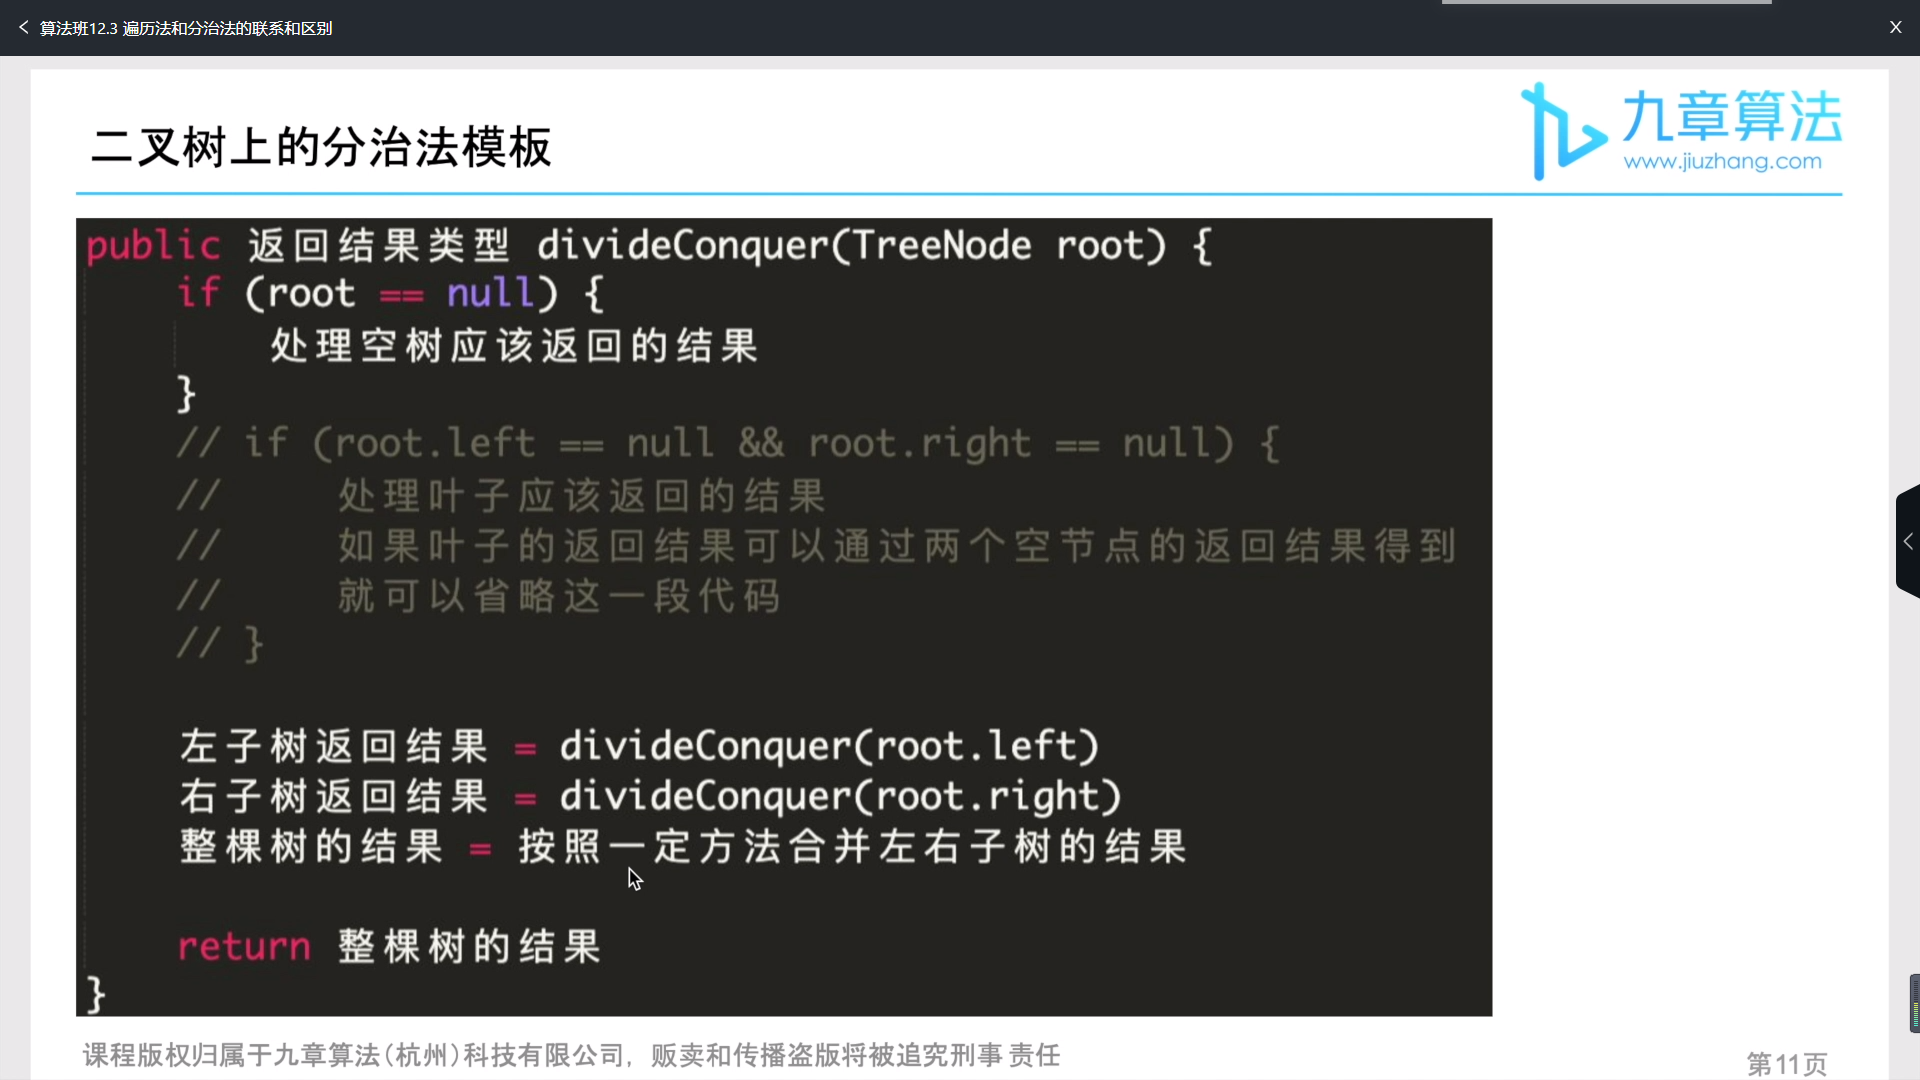 算法班12.3 遍历法和分治法的联系和区别
X
二叉树上的分治法模板
九章算法
www.jiuzhang.com
public 返回结果类型 divideConquer(TreeNode root) {
if (root == null) {
处理空树应该返回的结果
}
// if (root.left == null && root.right == null) {
// 处理叶子应该返回的结果
// 如果叶子的返回结果可以通过两个空节点的返回结果得到
// 就可以省略这一段代码
// }
左子树返回结果 = divideConquer(root.left)
右子树返回结果 = divideConquer(root.right)
整棵树的结果 = 按照一定方法合并左右子树的结果
return 整棵树的结果
}
课程版权归属于九章算法(杭州)科技有限公司，贩卖和传播盗版将被追究刑事责任
第11页